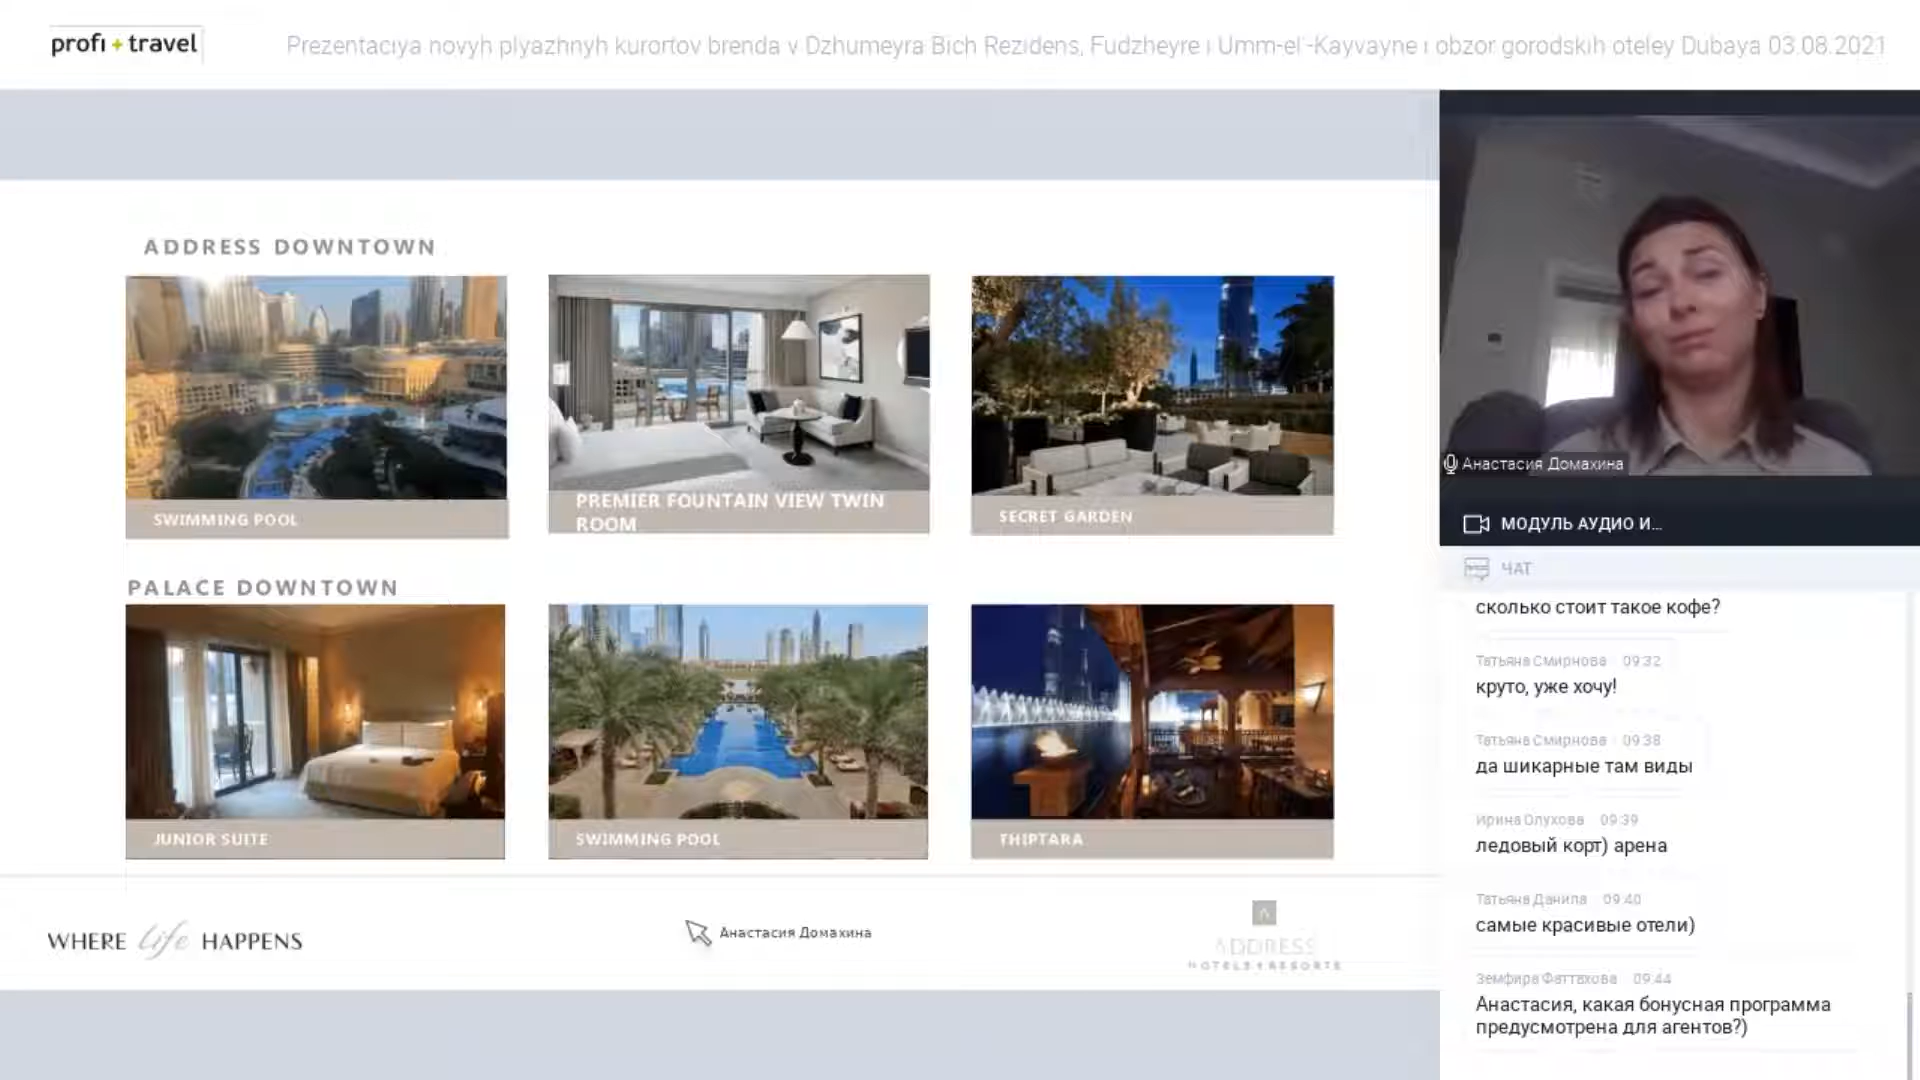 profi + travel
Prezentaciya novyh plyazhnyh kurortov brenda v Dzhumeyra Bich Rezidens, Fudzheyre i Umm-el'-Kayvayne i obzor gorodskih oteley Dubaya 03.08.2021
ADDRESS DOWNTOWN
SWIMMING POOL
PREMIER FOUNTAIN VIEW TWIN
ROOM
SECRET GARDEN
PALACE DOWNTOWN
JUNIOR SUITE
SWIMMING POOL
THIPTARA
WHERE life HAPPENS
Анастасия Домахина
ADDRESS
HOTELS + RESORTS
Анастасия Домахина
МОДУЛЬ АУДИО И...
ЧАТ
сколько стоит такое кофе?
Татьяна Смирнова 09:32
круто, уже хочу!
Татьяна Смирнова 09:38
да шикарные там виды
Ирина Олухова 09:39
ледовый корт) арена
Татьяна Данила 09:40
самые красивые отели)
Земфира Фаттахова 09:44
Анастасия, какая бонусная программа
предусмотрена для агентов?)